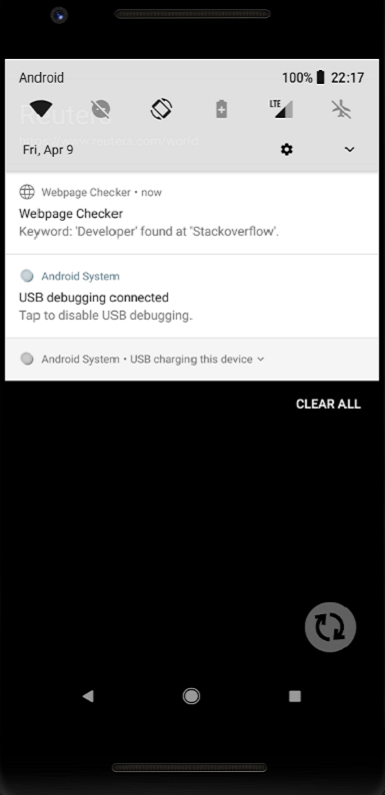 Android 100% 22:17
Reuters
LTE
https://www.reuters.com/world
Fri, Apr 9
Webpage Checker • now
Webpage Checker
Keyword: 'Developer' found at 'Stackoverflow'.
Android System
USB debugging connected
Tap to disable USB debugging.
Android System • USB charging this device
CLEAR ALL